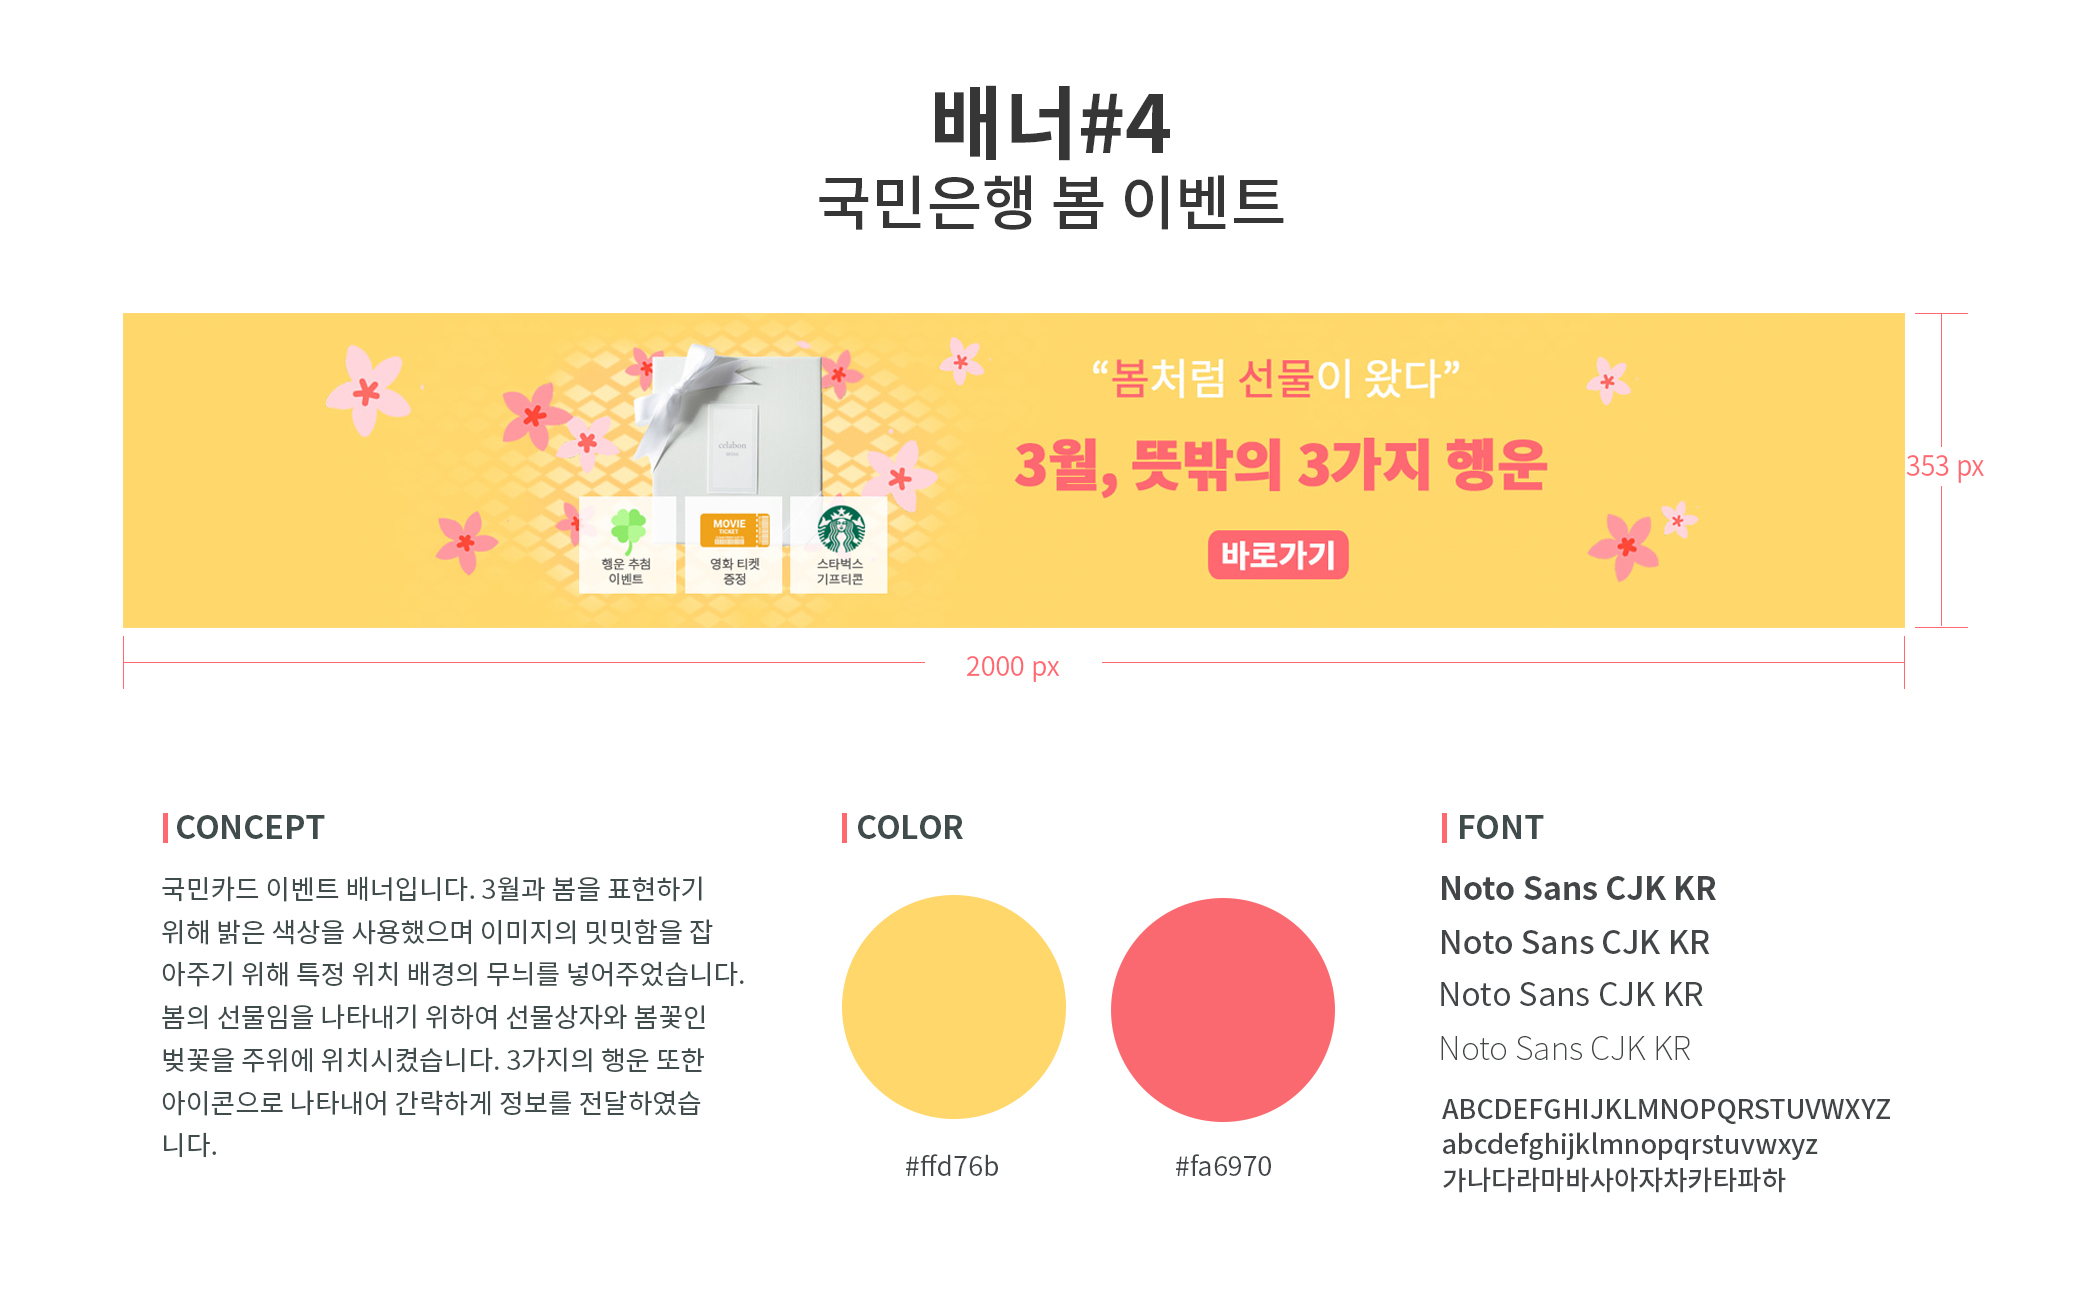 배너#4
국민은행 봄 이벤트
“봄처럼 선물이 왔다”
3월, 뜻밖의 3가지 행운
바로가기
celabon
MOVIE
TICKET
행운 추첨
이벤트
영화 티켓
증정
스타벅스
기프티콘
353 px
2000 px
CONCEPT
국민카드 이벤트 배너입니다. 3월과 봄을 표현하기
위해 밝은 색상을 사용했으며 이미지의 밋밋함을 잡
아주기 위해 특정 위치 배경의 무늬를 넣어주었습니다.
봄의 선물임을 나타내기 위하여 선물상자와 봄꽃인
벚꽃을 주위에 위치시켰습니다. 3가지의 행운 또한
아이콘으로 나타내어 간략하게 정보를 전달하였습
니다.
COLOR
#ffd76b
#fa6970
FONT
Noto Sans CJK KR
Noto Sans CJK KR
Noto Sans CJK KR
Noto Sans CJK KR
ABCDEFGHIJKLMNOPQRSTUVWXYZ
abcdefghijklmnopqrstuvwxyz
가나다라마바사아자차카타파하